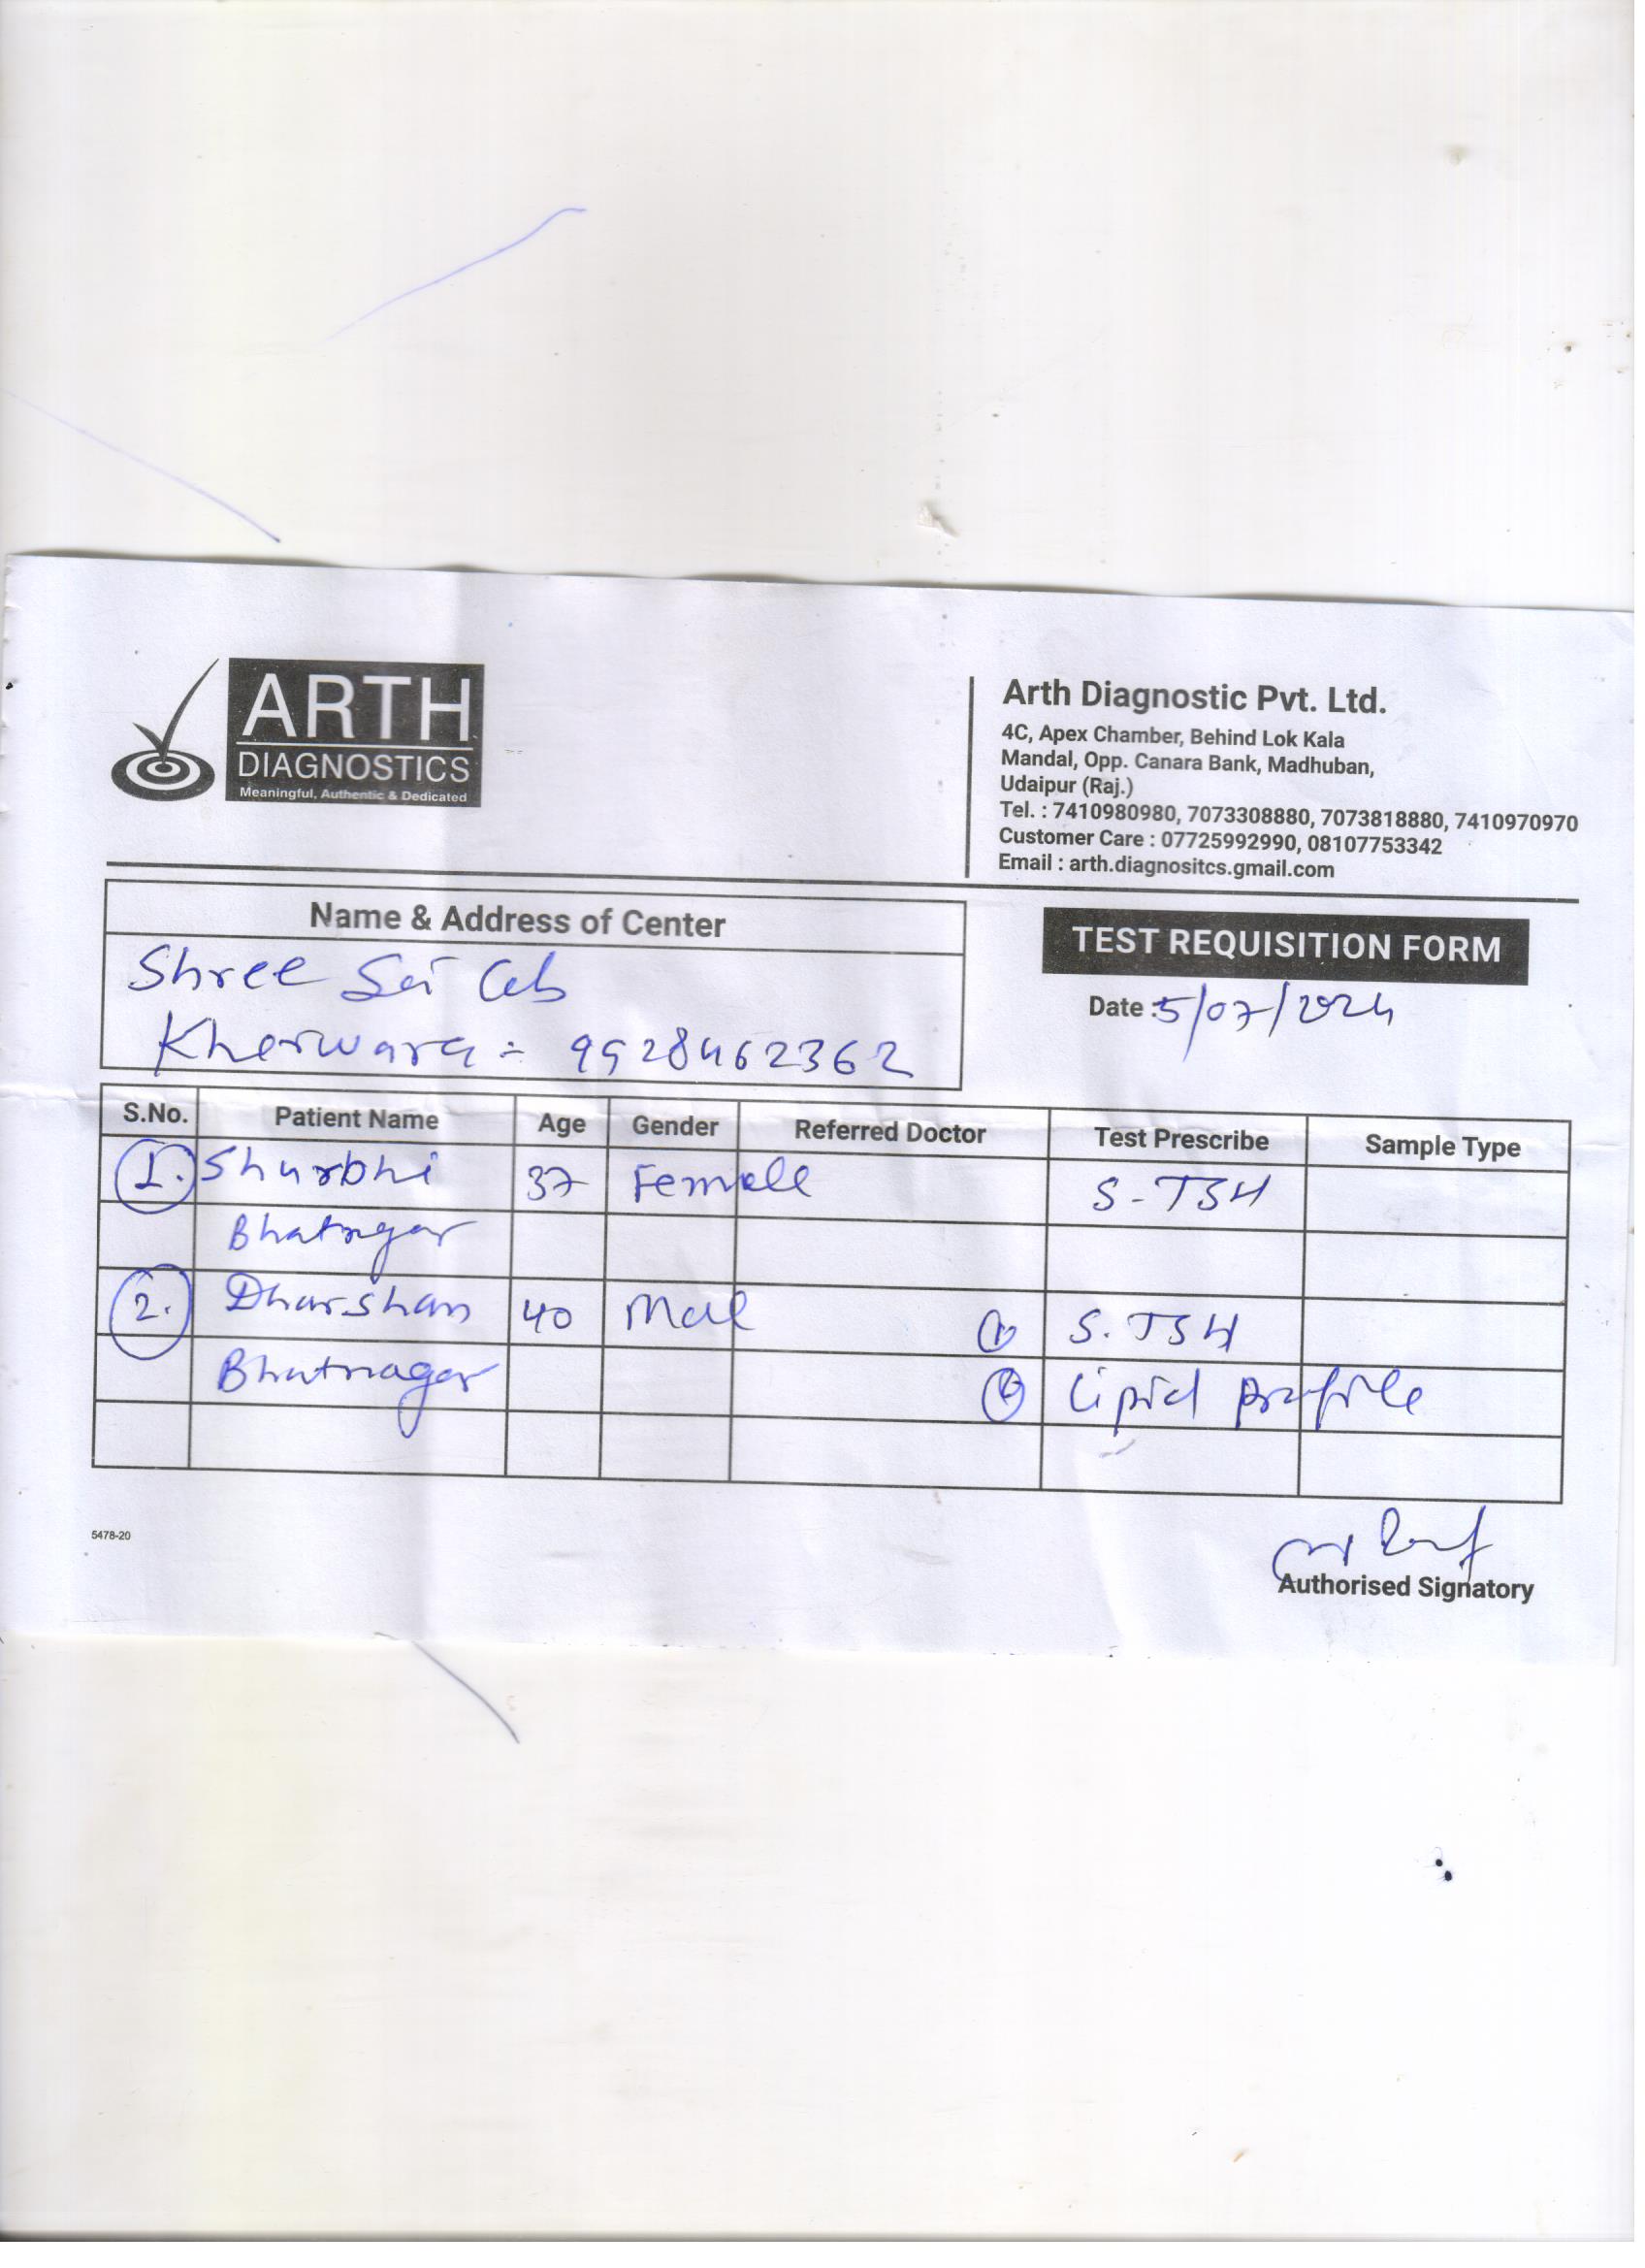 ARTH
DIAGNOSTICS
Meaningful, Authentic & Dedicated
Arth Diagnostic Pvt. Ltd.
4C, Apex Chamber, Behind Lok Kala
Mandal, Opp. Canara Bank, Madhuban,
Udaipur (Raj.)
Tel. : 7410980980, 7073308880, 7073818880, 7410970970
Customer Care : 07725992990, 08107753342
Email : arth.diagnositcs.gmail.com
Name & Address of Center
Shree Sai Lab
Kherwara = 9928462362
TEST REQUISITION FORM
Date : 5/07/2024
S.No. Patient Name Age Gender Referred Doctor Test Prescribe Sample Type
1. Shurbhi 37 Female S-TSH
Bhatnagar
2. Dharshan 40 Male 1 S.TSH
Bhatnagar 2 Lipid profile
5478-20
Authorised Signatory